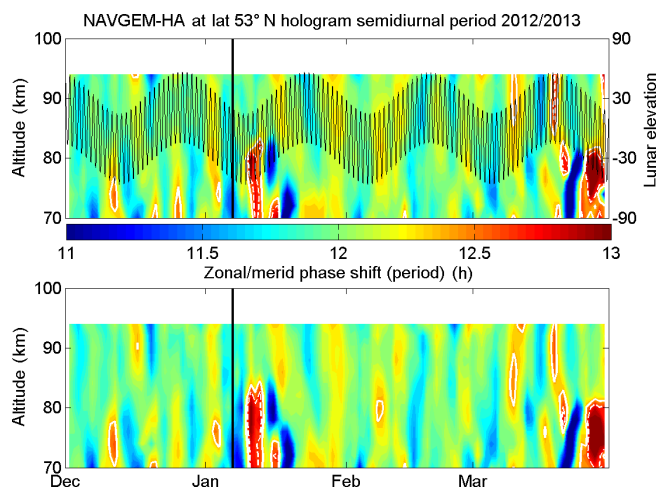 NAVGEM-HA at lat 53° N hologram semidiurnal period 2012/2013
100
90
80
70
Altitude (km)
90
30
-30
-90
Lunar elevation
11
11.5
12
12.5
13
Zonal/merid phase shift (period) (h)
100
90
80
70
Altitude (km)
Dec
Jan
Feb
Mar